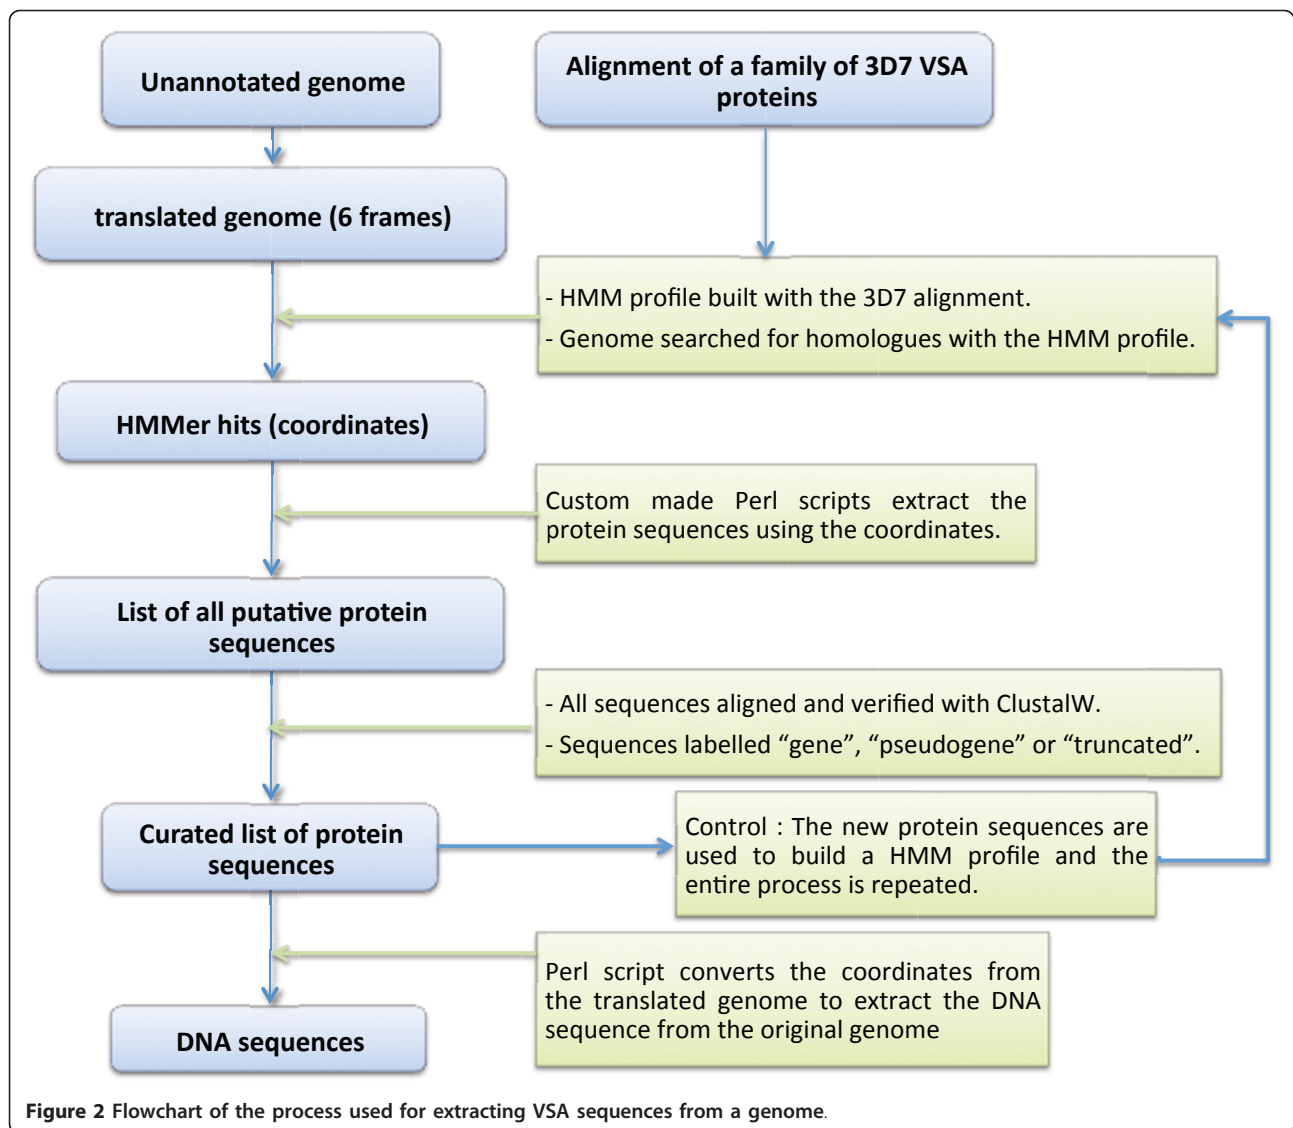 Unannotated genome
Alignment of a family of 3D7 VSA
proteins
translated genome (6 frames)
- HMM profile built with the 3D7 alignment.
- Genome searched for homologues with the HMM profile.
HMMer hits (coordinates)
Custom made Perl scripts extract the
protein sequences using the coordinates.
List of all putative protein
sequences
- All sequences aligned and verified with ClustalW.
- Sequences labelled “gene”, “pseudogene” or “truncated”.
Curated list of protein
sequences
Control : The new protein sequences are
used to build a HMM profile and the
entire process is repeated.
Perl script converts the coordinates from
the translated genome to extract the DNA
sequence from the original genome
DNA sequences
Figure 2 Flowchart of the process used for extracting VSA sequences from a genome.